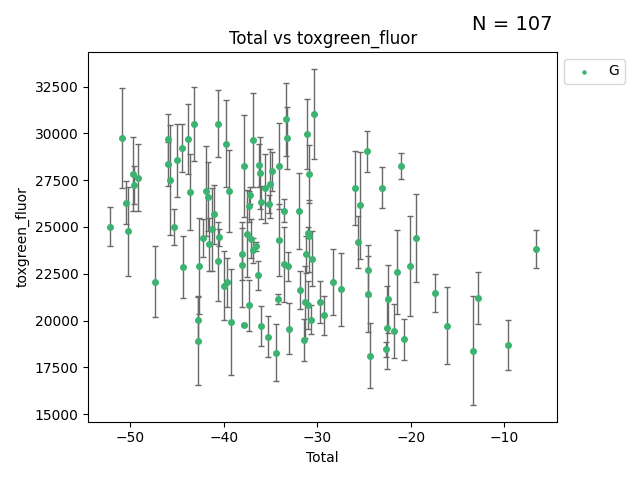 N = 107
Total vs toxgreen_fluor
G
toxgreen_fluor
32500
30000
27500
25000
22500
20000
17500
15000
−50 −40 −30 −20 −10
Total